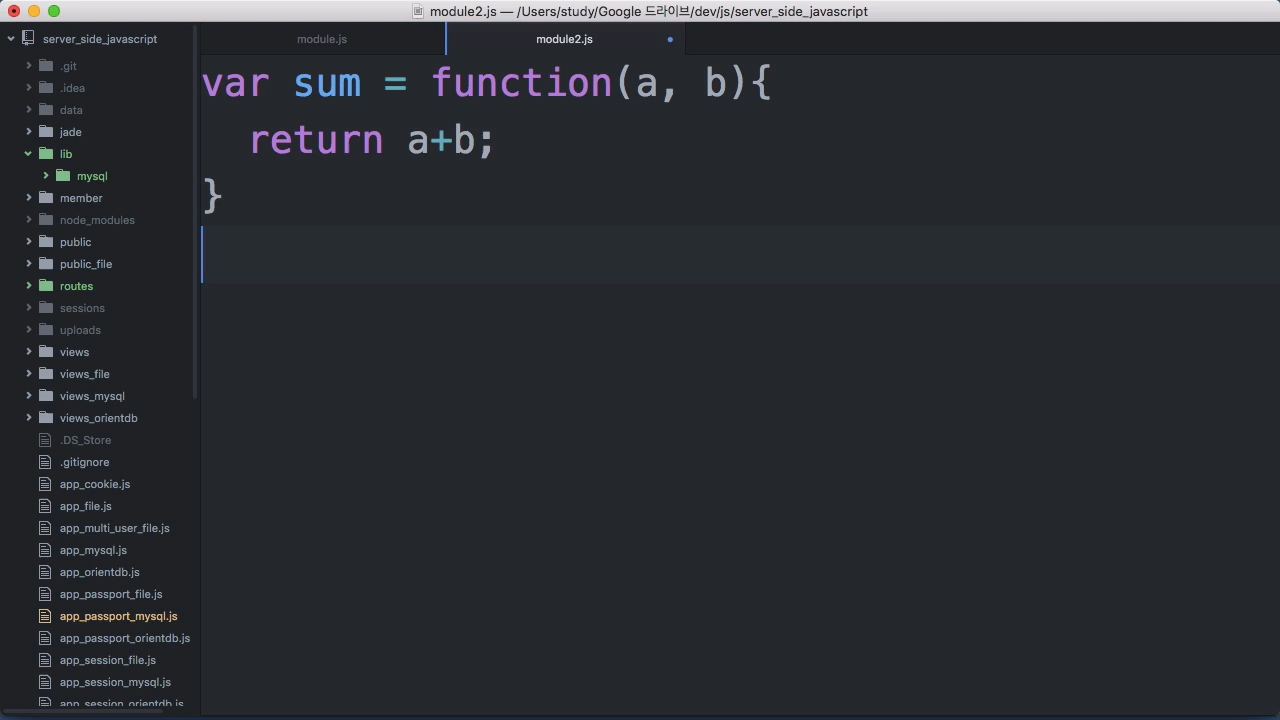 module2.js — /Users/study/Google 드라이브/dev/js/server_side_javascript
server_side_javascript
module.js
module2.js
.git
.idea
data
jade
lib
mysql
member
node_modules
public
public_file
routes
sessions
uploads
views
views_file
views_mysql
views_orientdb
.DS_Store
.gitignore
app_cookie.js
app_file.js
app_multi_user_file.js
app_mysql.js
app_orientdb.js
app_passport_file.js
app_passport_mysql.js
app_passport_orientdb.js
app_session_file.js
app_session_mysql.js
app_session_orientdb.js
var sum = function(a, b){
  return a+b;
}